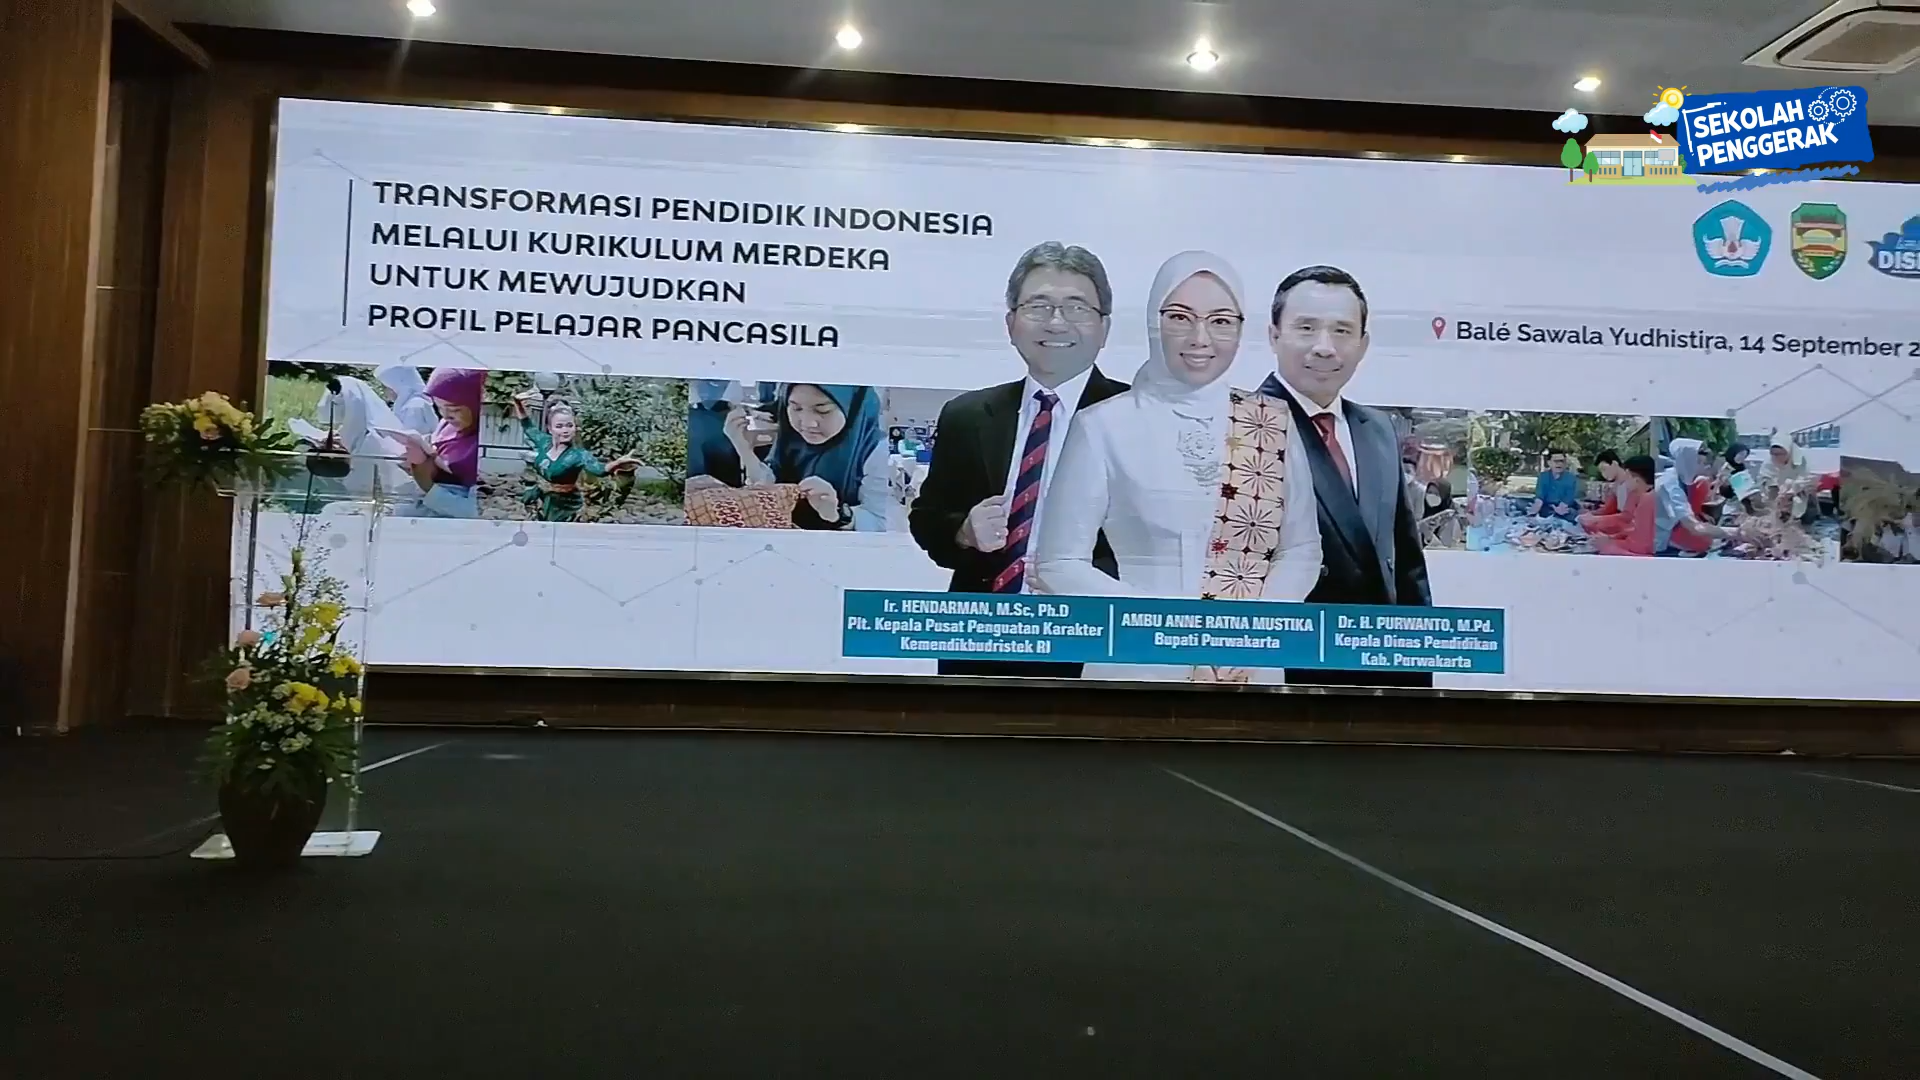 SEKOLAH
PENGGERAK
TRANSFORMASI PENDIDIK INDONESIA
MELALUI KURIKULUM MERDEKA
UNTUK MEWUJUDKAN
PROFIL PELAJAR PANCASILA
Balé Sawala Yudhistira, 14 September
Ir. HENDARMAN, M.Sc, Ph.D
Plt. Kepala Pusat Penguatan Karakter
Kemendikbudristek RI
AMBU ANNE RATNA MUSTIKA
Bupati Purwakarta
Dr. H. PURWANTO, M.Pd.
Kepala Dinas Pendidikan
Kab. Purwakarta